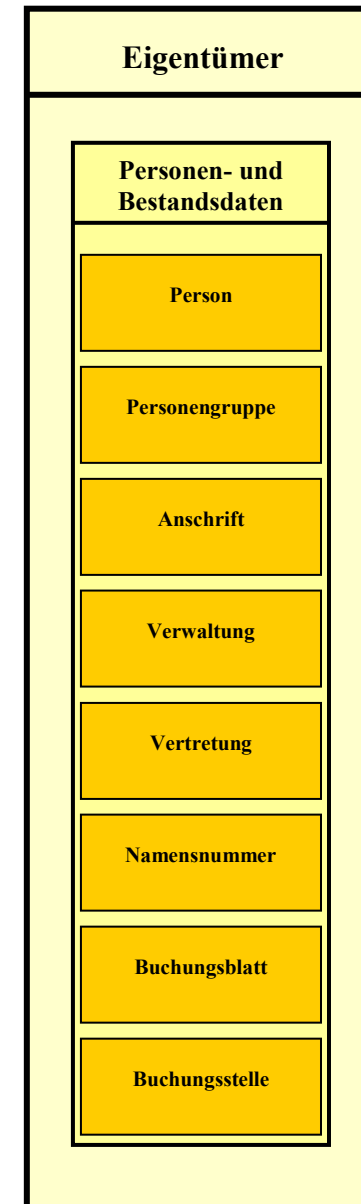 Eigentümer
Personen- und
Bestandsdaten
Person
Personengruppe
Anschrift
Verwaltung
Vertretung
Namensnummer
Buchungsblatt
Buchungsstelle